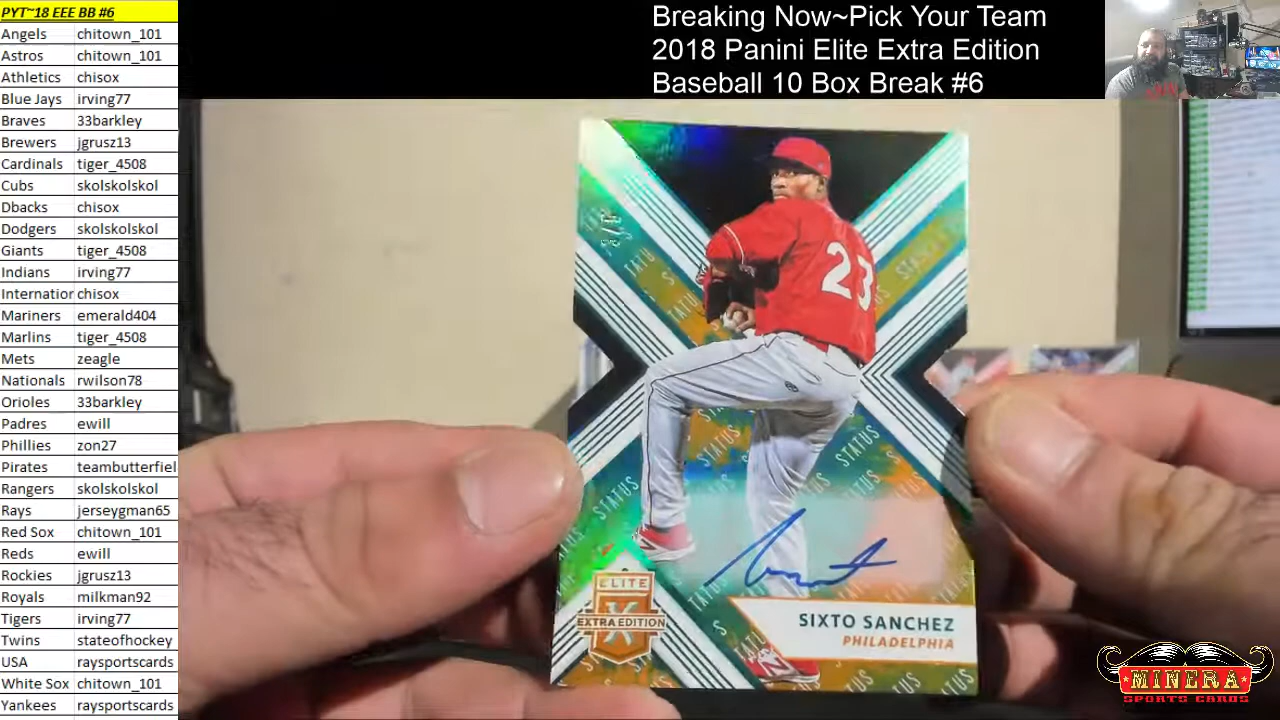 PYT~18 EEE BB #6
Angels chitown_101
Astros chitown_101
Athletics chisox
Blue Jays irving77
Braves 33barkley
Brewers jgrusz13
Cardinals tiger_4508
Cubs skolskolskol
Dbacks chisox
Dodgers skolskolskol
Giants tiger_4508
Indians irving77
Internation chisox
Mariners emerald404
Marlins tiger_4508
Mets zeagle
Nationals rwilson78
Orioles 33barkley
Padres ewill
Phillies zon27
Pirates teambutterfiel
Rangers skolskolskol
Rays jerseygman65
Red Sox chitown_101
Reds ewill
Rockies jgrusz13
Royals milkman92
Tigers irving77
Twins stateofhockey
USA raysportscards
White Sox chitown_101
Yankees raysportscards
Breaking Now~Pick Your Team
2018 Panini Elite Extra Edition
Baseball 10 Box Break #6
23
STATUS
STATUS
STATUS
ELITE
X
EXTRA EDITION
SIXTO SANCHEZ
PHILADELPHIA
MINERA
SPORTS CARDS